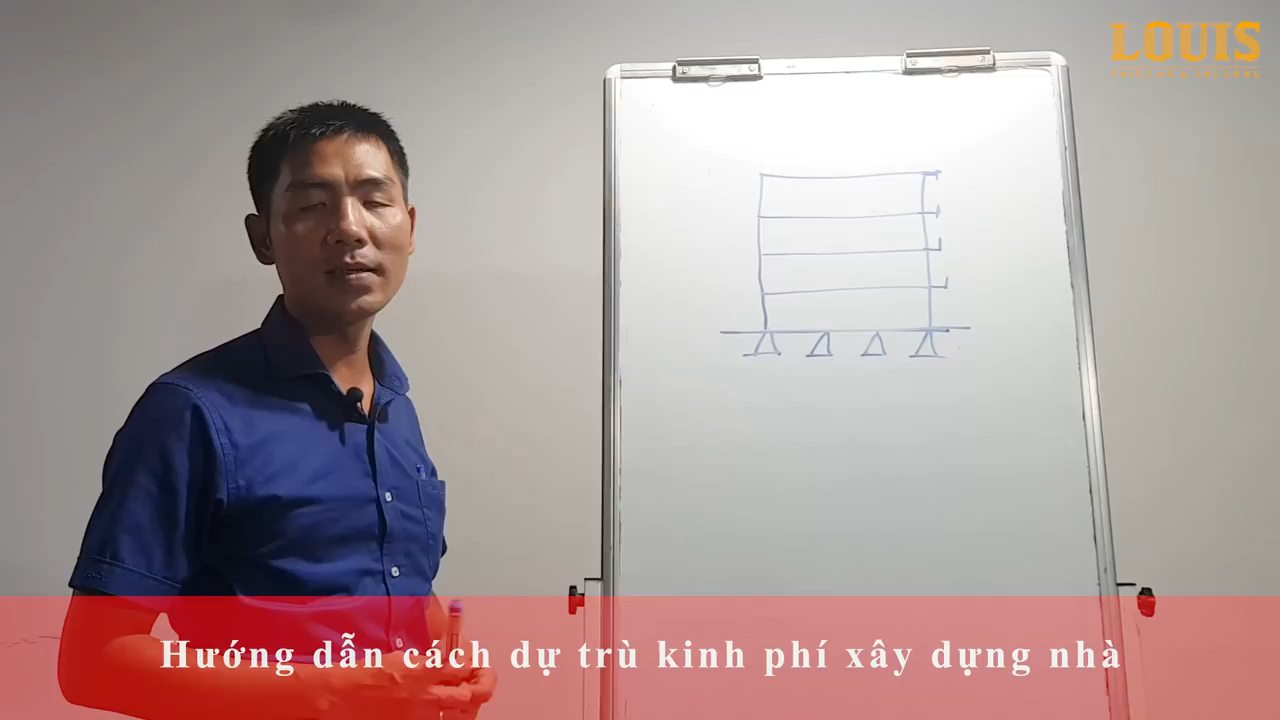 LOUIS
Hướng dẫn cách dự trù kinh phí xây dựng nhà